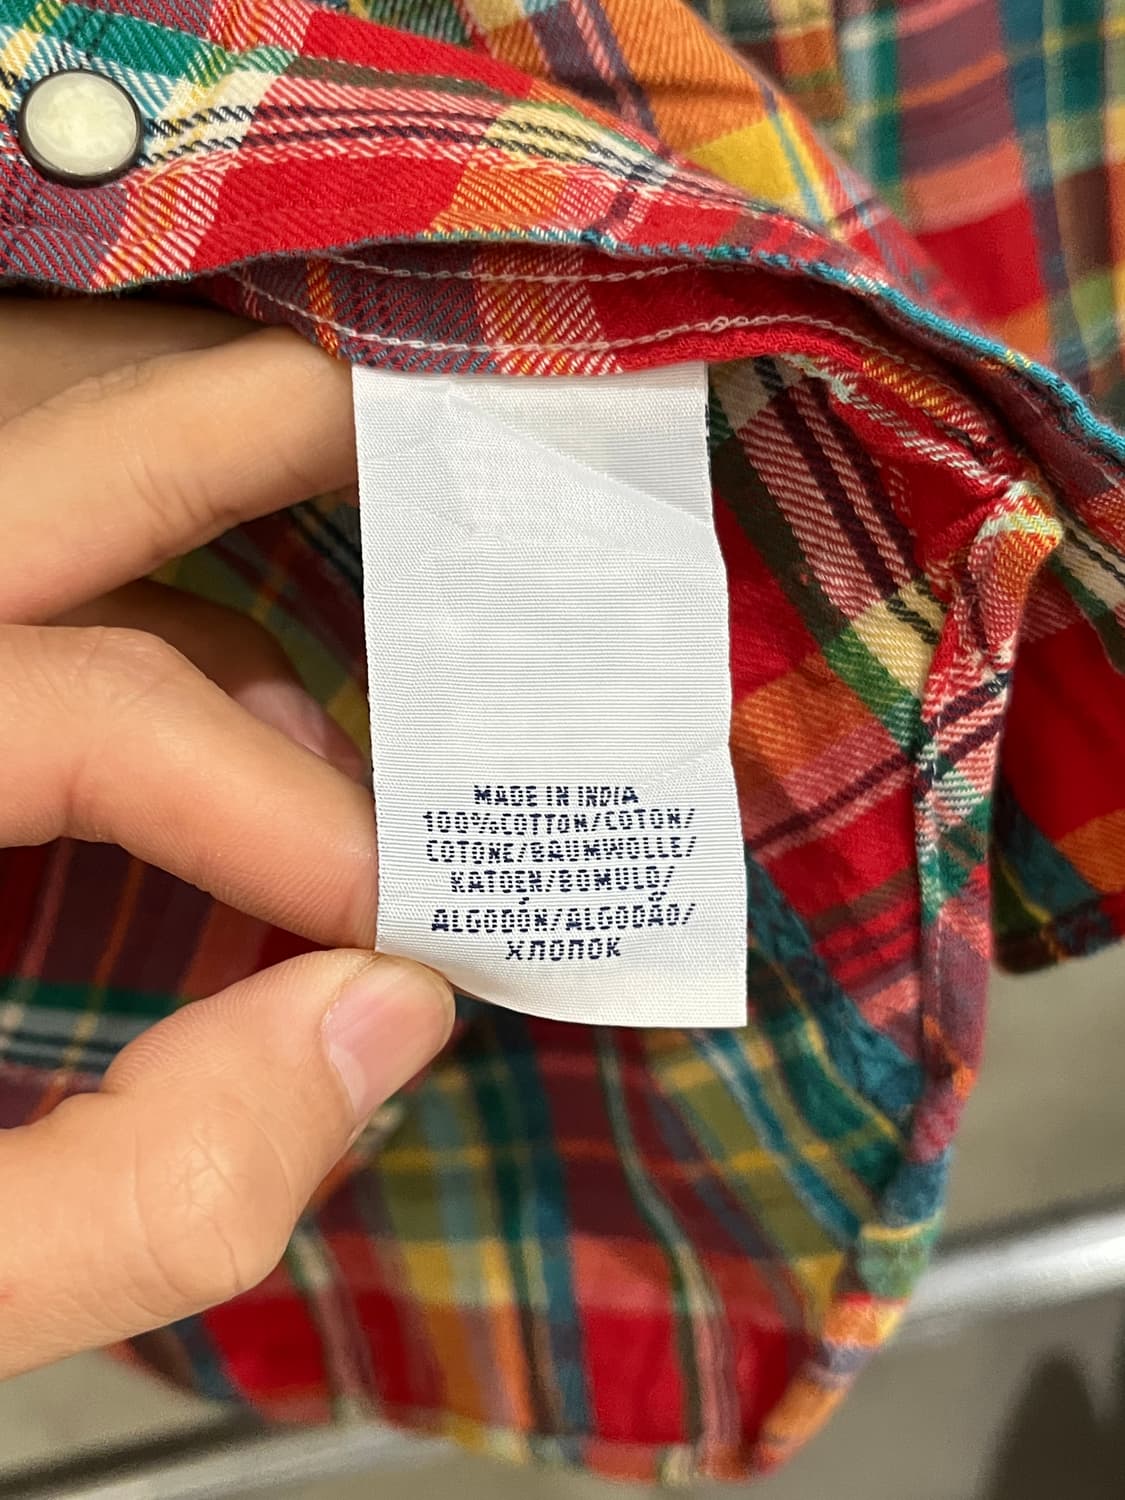 MADE IN INDIA
100%COTTON/COTON/
COTONE/BAUMWOLLE/
KATOEN/BOMULD/
ALGODÓN/ALGODÃO/
ХЛОПОК